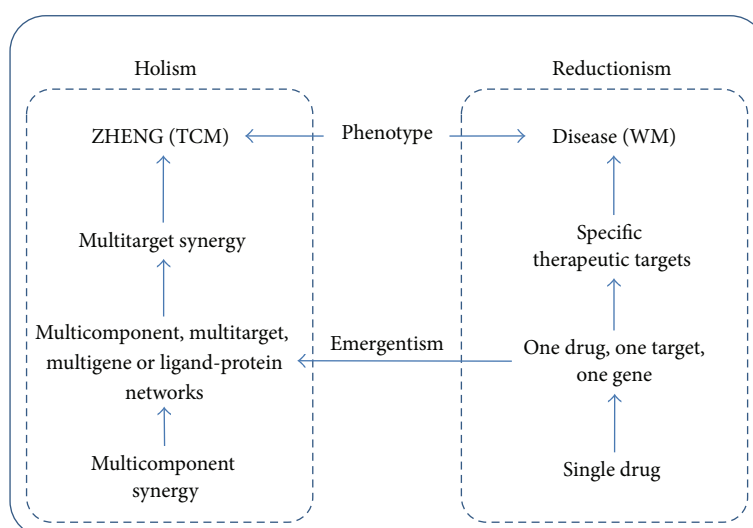 Holism
Reductionism
ZHENG (TCM)
Phenotype
Disease (WM)
Multitarget synergy
Specific
therapeutic targets
Multicomponent, multitarget,
multigene or ligand-protein
networks
Emergentism
One drug, one target,
one gene
Multicomponent
synergy
Single drug